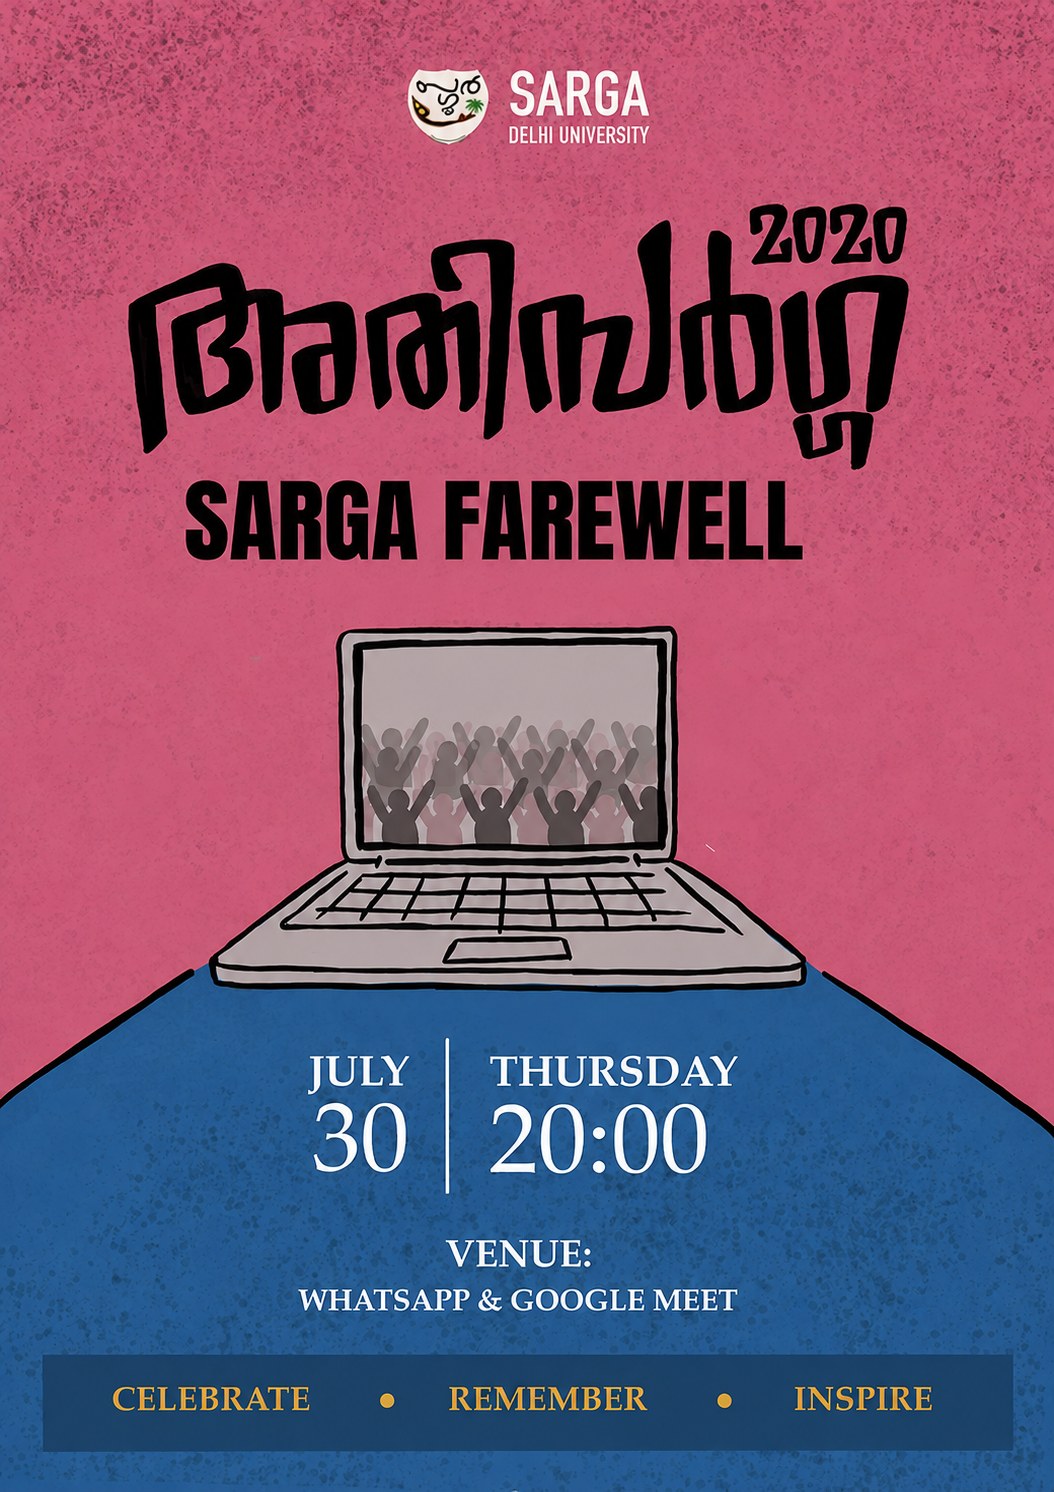 SARGA
DELHI UNIVERSITY
2020
അതിസർഗ്ഗ
SARGA FAREWELL
JULY
30
THURSDAY
20:00
VENUE:
WHATSAPP & GOOGLE MEET
CELEBRATE • REMEMBER • INSPIRE